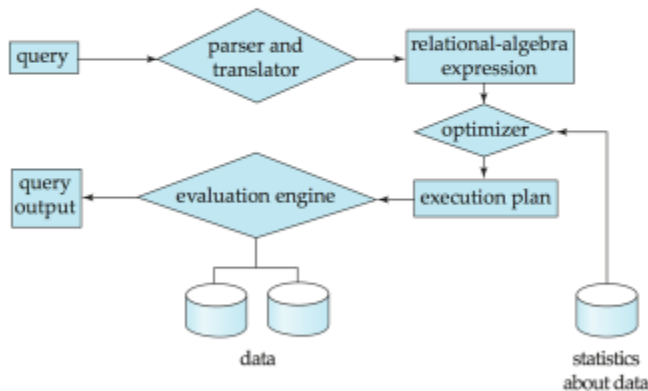 query
parser and
translator
relational-algebra
expression
optimizer
query
output
evaluation engine
execution plan
data
statistics
about data